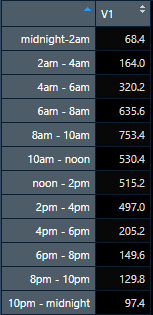 V1
midnight-2am 68.4
2am - 4am 164.0
4am - 6am 320.2
6am - 8am 635.6
8am - 10am 753.4
10am - noon 530.4
noon - 2pm 515.2
2pm - 4pm 497.0
4pm - 6pm 205.2
6pm - 8pm 149.6
8pm - 10pm 129.8
10pm - midnight 97.4